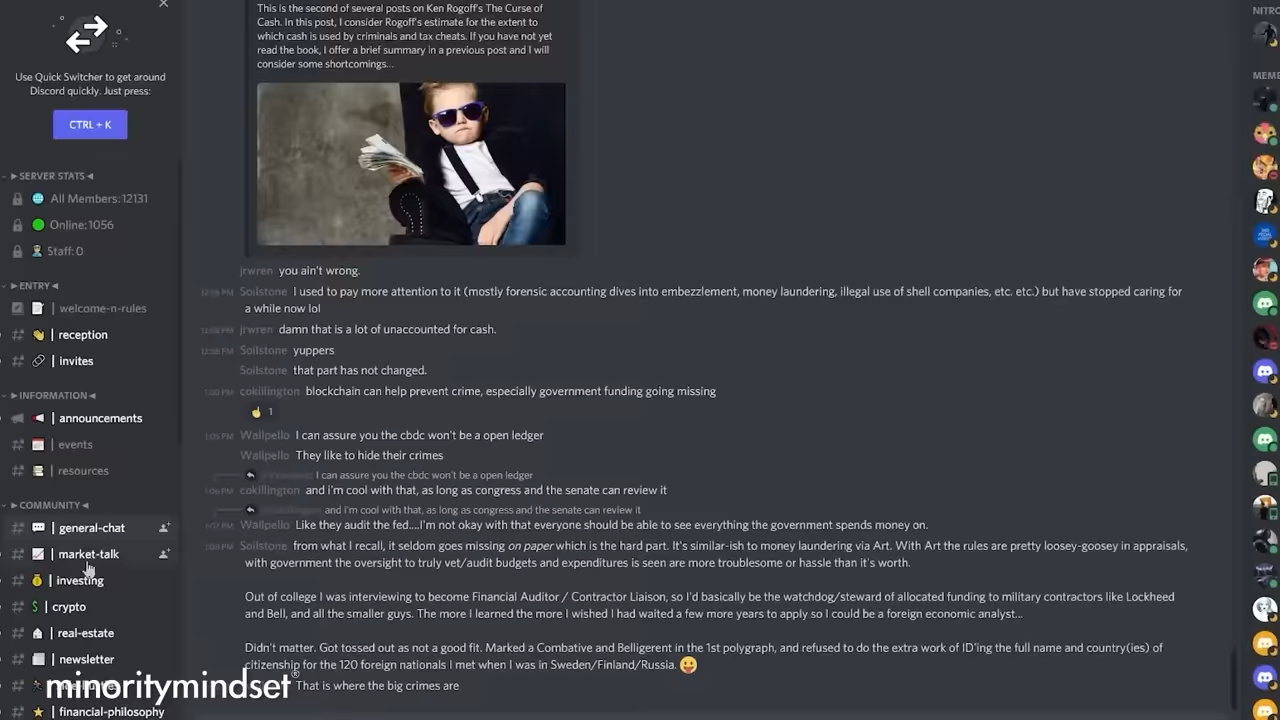 Use Quick Switcher to get around
Discord quickly. Just press:
CTRL + K
SERVER STATS
All Members: 12131
Online: 1056
Staff: 0
ENTRY
welcome-n-rules
reception
invites
INFORMATION
announcements
events
resources
COMMUNITY
general-chat
market-talk
investing
crypto
real-estate
newsletter
financial-philosophy
minoritymindset®
This is the second of several posts on Ken Rogoff's The Curse of
Cash. In this post, I consider Rogoff's estimate for the extent to
which cash is used by criminals and tax cheats. If you have not yet
read the book, I offer a brief summary in a previous post and I will
consider some shortcomings...
jrwren you ain't wrong.
Soilstone I used to pay more attention to it (mostly forensic accounting dives into embezzlement, money laundering, illegal use of shell companies, etc. etc.) but have stopped caring for
a while now lol
jrwren damn that is a lot of unaccounted for cash.
12:58 PM Soilstone yuppers
Soilstone that part has not changed.
1:00 PM cokillington blockchain can help prevent crime, especially government funding going missing
1
1:05 PM Wallpello I can assure you the cbdc won't be a open ledger
Wallpello They like to hide their crimes
I can assure you the cbdc won't be a open ledger
1:06 PM cokillington and i'm cool with that, as long as congress and the senate can review it
and i'm cool with that, as long as congress and the senate can review it
Wallpello Like they audit the fed....I'm not okay with that everyone should be able to see everything the government spends money on.
Soilstone from what I recall, it seldom goes missing on paper which is the hard part. It's similar-ish to money laundering via Art. With Art the rules are pretty loosey-goosey in appraisals,
with government the oversight to truly vet/audit budgets and expenditures is seen are more troublesome or hassle than it's worth.
Out of college I was interviewing to become Financial Auditor / Contractor Liaison, so I'd basically be the watchdog/steward of allocated funding to military contractors like Lockheed
and Bell, and all the smaller guys. The more I learned the more I wished I had waited a few more years to apply so I could be a foreign economic analyst...
Didn't matter. Got tossed out as not a good fit. Marked a Combative and Belligerent in the 1st polygraph, and refused to do the extra work of ID'ing the full name and country(ies) of
citizenship for the 120 foreign nationals I met when I was in Sweden/Finland/Russia.
That is where the big crimes are
NITRO
MEME